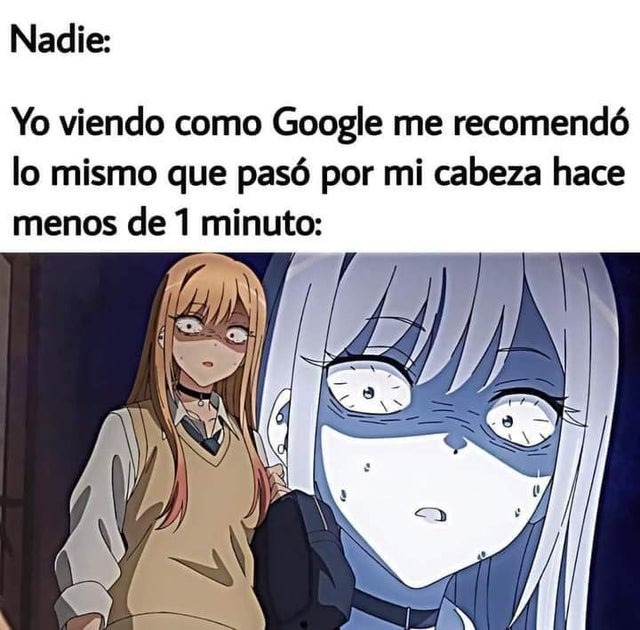 Nadie:
Yo viendo como Google me recomendó
lo mismo que pasó por mi cabeza hace
menos de 1 minuto: